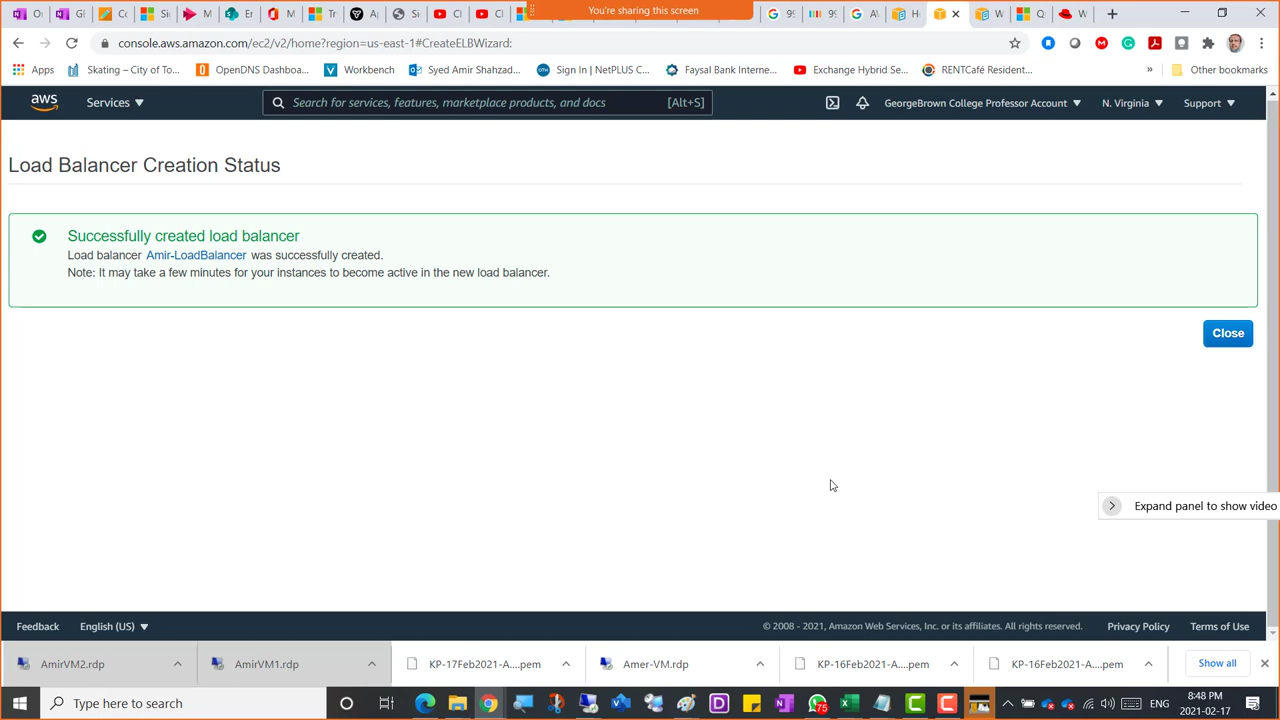 You're sharing this screen
console.aws.amazon.com/ec2/v2/home?region=us-east-1#CreateELBWizard:
Apps
Skating – City of To...
OpenDNS Dashboa...
Workbench
Syed Amir Shahzad...
Sign In | NetPLUS C...
Faysal Bank Interne...
Exchange Hybrid Se...
RENTCafé Resident...
»
Other bookmarks
aws
Services
Search for services, features, marketplace products, and docs [Alt+S]
GeorgeBrown College Professor Account
N. Virginia
Support
Load Balancer Creation Status
Successfully created load balancer
Load balancer Amir-LoadBalancer was successfully created.
Note: It may take a few minutes for your instances to become active in the new load balancer.
Close
Expand panel to show video
Feedback
English (US)
© 2008 - 2021, Amazon Web Services, Inc. or its affiliates. All rights reserved.
Privacy Policy
Terms of Use
AmirVM2.rdp
AmirVM1.rdp
KP-17Feb2021-A....pem
Amer-VM.rdp
KP-16Feb2021-A....pem
KP-16Feb2021-A....pem
Show all
Type here to search
75
ENG
8:48 PM
2021-02-17